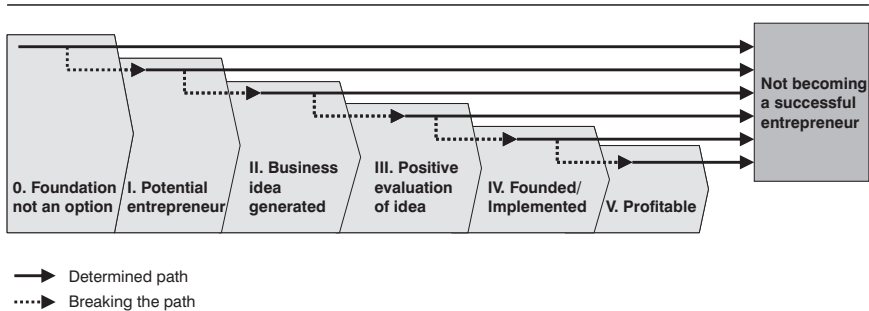 Not becoming
a successful
entrepreneur
0. Foundation
not an option
I. Potential
entrepreneur
II. Business
idea
generated
III. Positive
evaluation
of idea
IV. Founded/
Implemented
V. Profitable
Determined path
Breaking the path